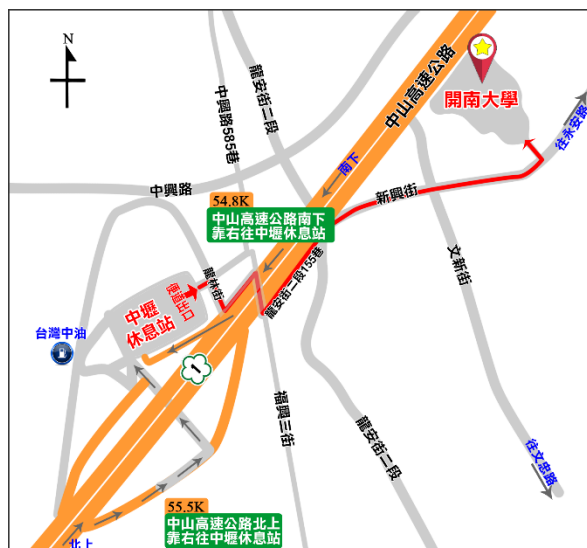 N
中山高速公路
龍安街二段
中興路585巷
開南大學
往永安路
南下
中興路
新興街
54.8K
中山高速公路南下
靠右往中壢休息站
龍林街
龍安街二段155巷
文新街
連通出口
中壢
休息站
台灣中油
1
福興三街
龍安街二段
往文忠路
55.5K
中山高速公路北上
靠右往中壢休息站
北上